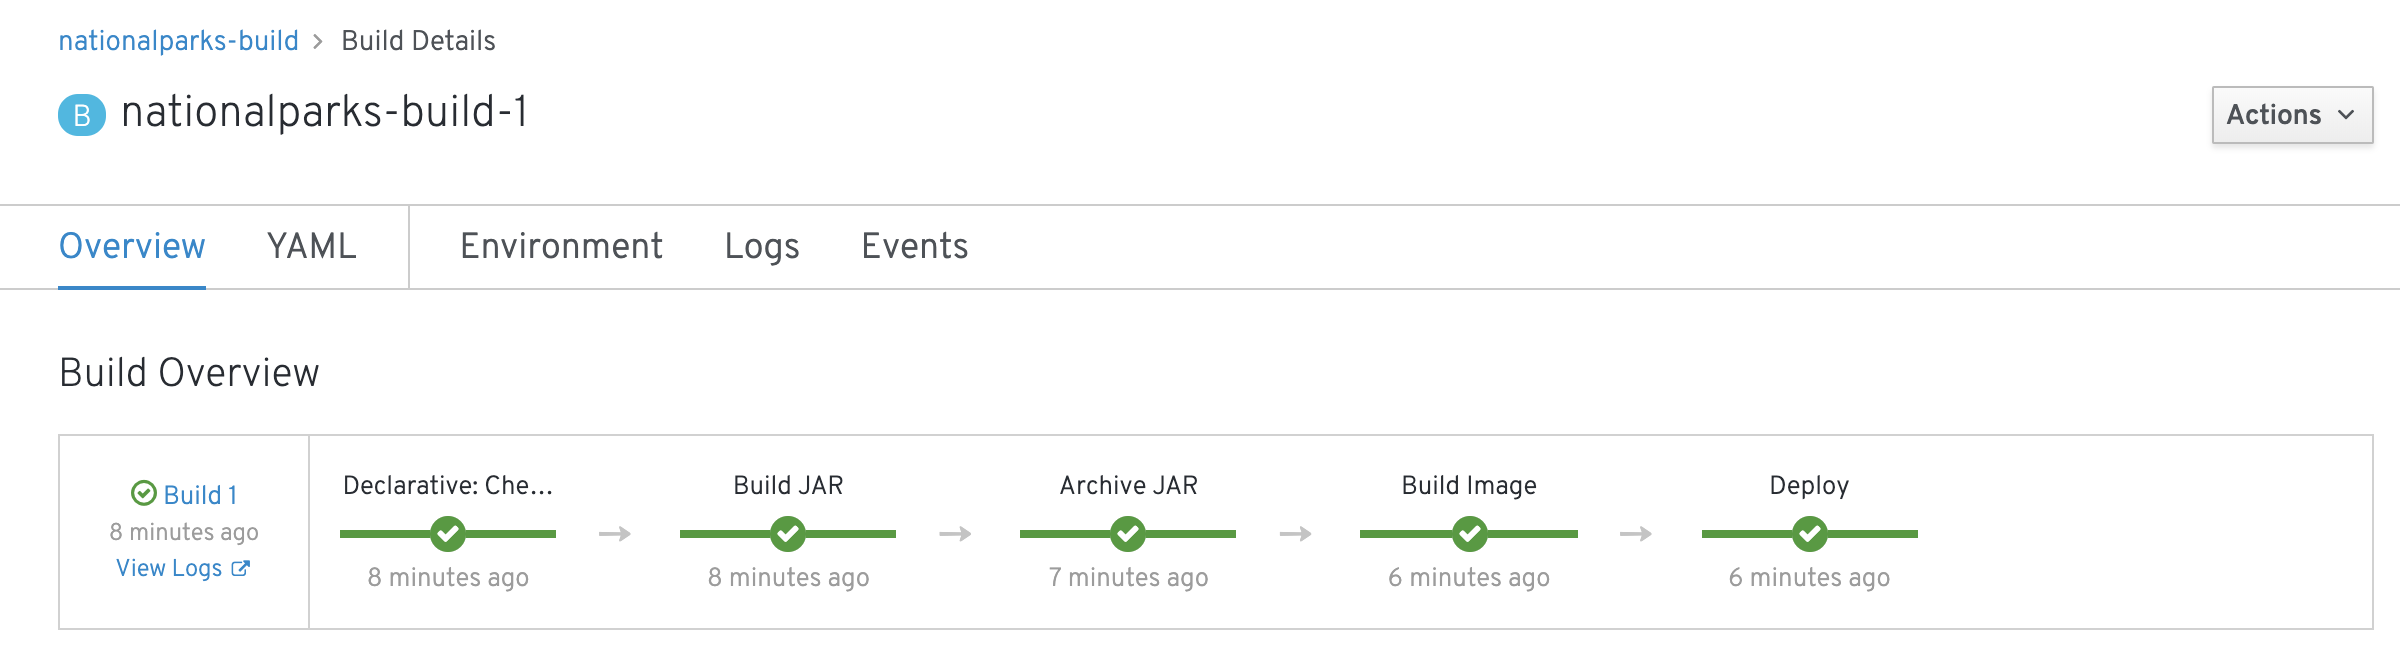 nationalparks-build > Build Details
B nationalparks-build-1
Actions
Overview YAML Environment Logs Events
Build Overview
Build 1
8 minutes ago
View Logs
Declarative: Che...
8 minutes ago
Build JAR
8 minutes ago
Archive JAR
7 minutes ago
Build Image
6 minutes ago
Deploy
6 minutes ago